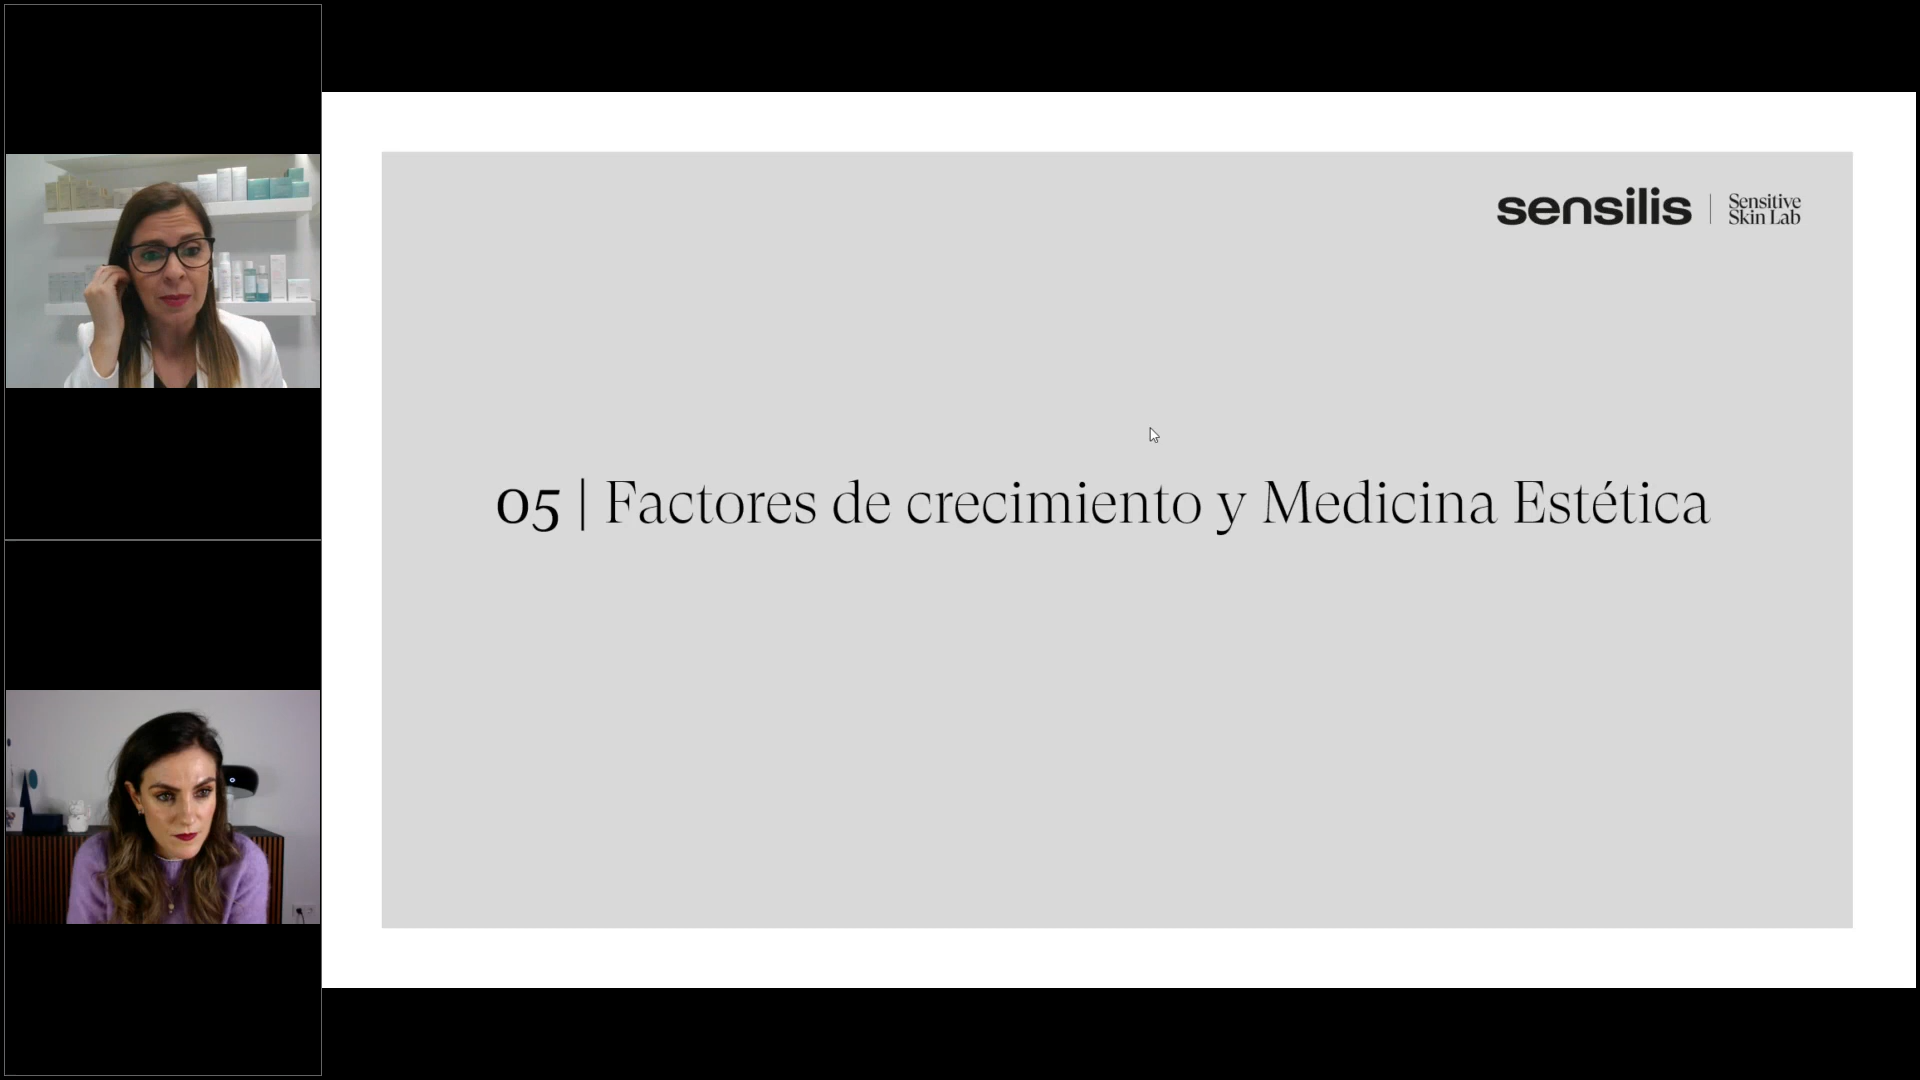 sensilis | Sensitive
Skin Lab
05 | Factores de crecimiento y Medicina Estética